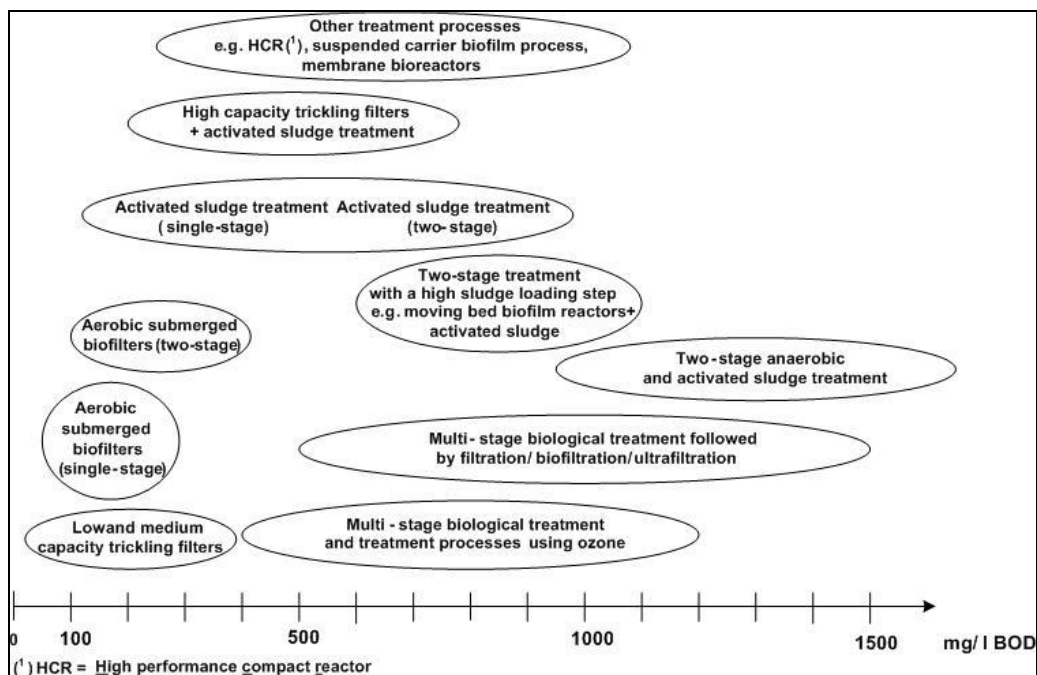 Other treatment processes
e.g. HCR(¹), suspended carrier biofilm process,
membrane bioreactors
High capacity trickling filters
+ activated sludge treatment
Activated sludge treatment Activated sludge treatment
(single-stage) (two-stage)
Two-stage treatment
with a high sludge loading step
e.g. moving bed biofilm reactors+
activated sludge
Aerobic submerged
biofilters (two-stage)
Two-stage anaerobic
and activated sludge treatment
Aerobic
submerged
biofilters
(single-stage)
Multi-stage biological treatment followed
by filtration/ biofiltration/ultrafiltration
Lowand medium
capacity trickling filters
Multi - stage biological treatment
and treatment processes using ozone
0 100 500 1000 1500 mg/ l BOD
(¹) HCR = High performance compact reactor